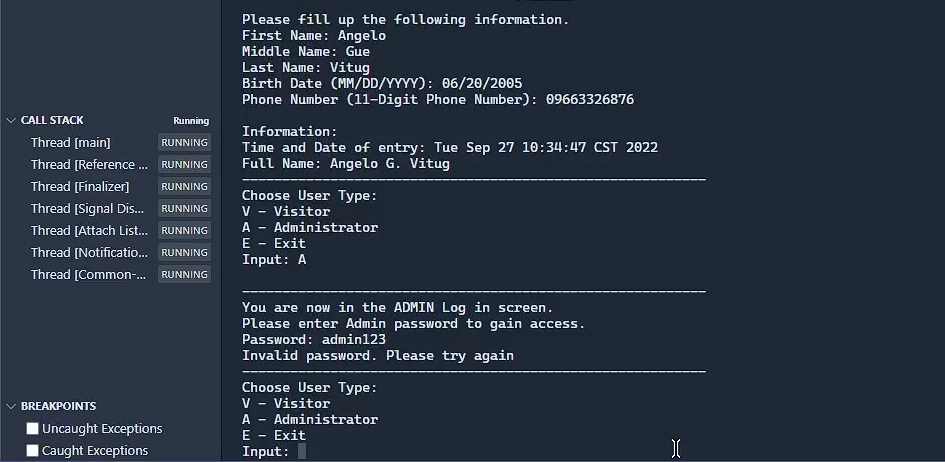 CALL STACK
Running
Thread [main]
RUNNING
Thread [Reference ...
RUNNING
Thread [Finalizer]
RUNNING
Thread [Signal Dis...
RUNNING
Thread [Attach List...
RUNNING
Thread [Notificatio...
RUNNING
Thread [Common-...
RUNNING
BREAKPOINTS
Uncaught Exceptions
Caught Exceptions
Please fill up the following information.
First Name: Angelo
Middle Name: Gue
Last Name: Vitug
Birth Date (MM/DD/YYYY): 06/20/2005
Phone Number (11-Digit Phone Number): 09663326876
Information:
Time and Date of entry: Tue Sep 27 10:34:47 CST 2022
Full Name: Angelo G. Vitug
Choose User Type:
V - Visitor
A - Administrator
E - Exit
Input: A
You are now in the ADMIN Log in screen.
Please enter Admin password to gain access.
Password: admin123
Invalid password. Please try again
Choose User Type:
V - Visitor
A - Administrator
E - Exit
Input: